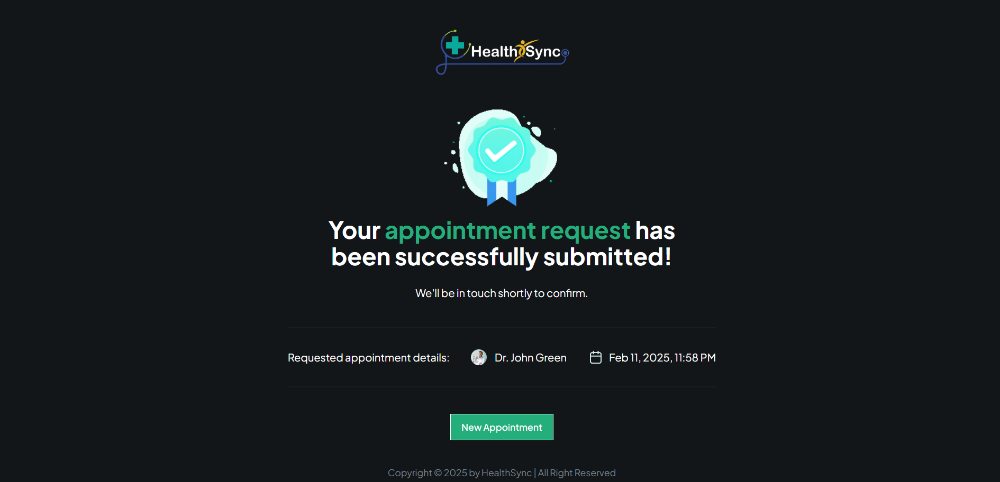 HealthSync
Your appointment request has
been successfully submitted!
We'll be in touch shortly to confirm.
Requested appointment details: Dr. John Green Feb 11, 2025, 11:58 PM
New Appointment
Copyright © 2025 by HealthSync | All Right Reserved